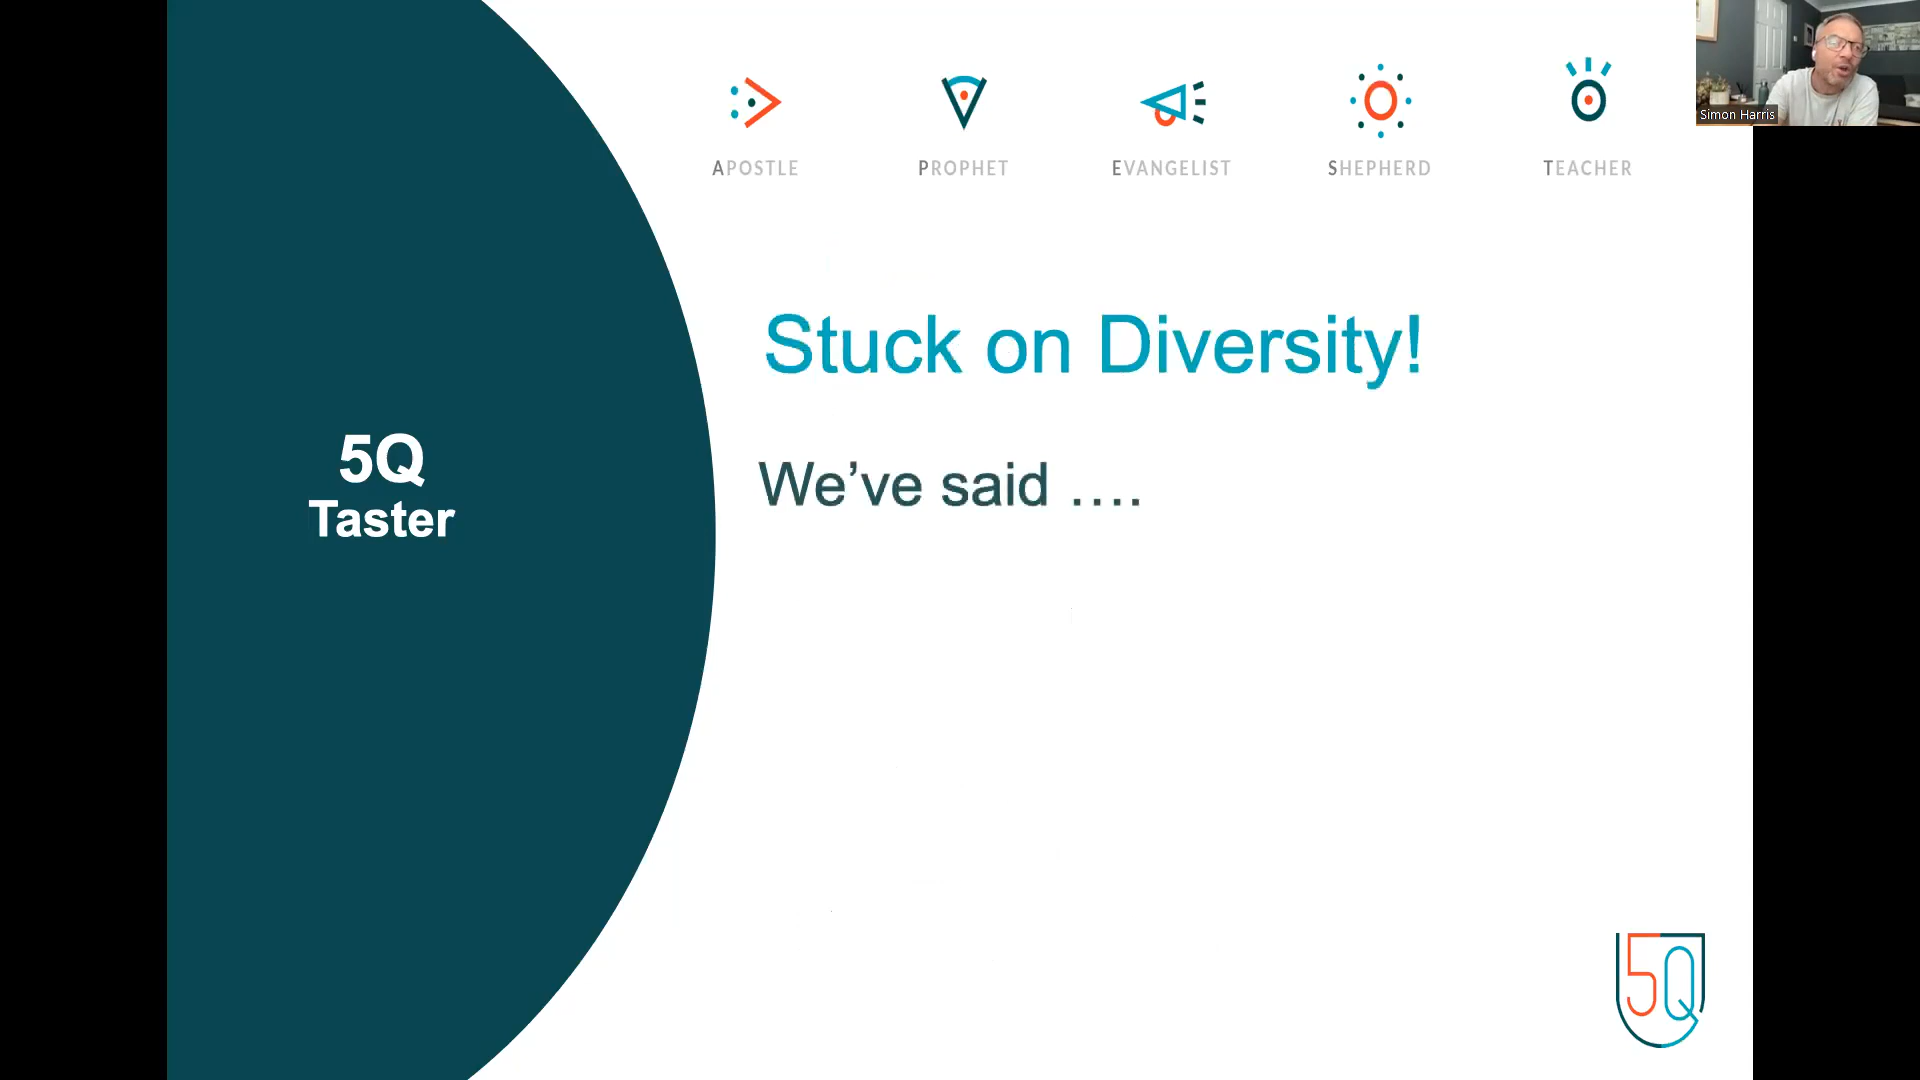 APOSTLE
PROPHET
EVANGELIST
SHEPHERD
TEACHER
Simon Harris
Stuck on Diversity!
5Q
Taster
We’ve said ....
5Q